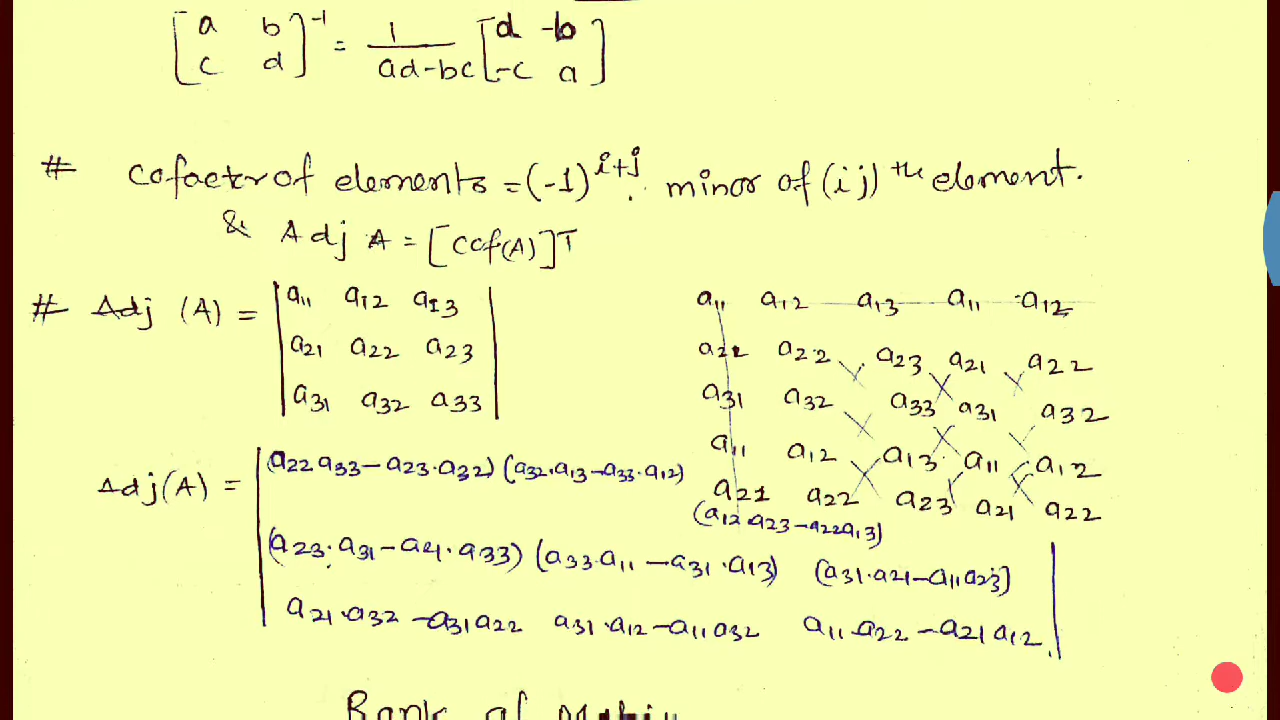 [a b]⁻¹ = 1/(ad-bc) [d -b]
[c d] [-c a]
# Cofactor of elements = (-1)^i+j . minor of (ij)th element.
& Adj A = [Cof(A)]T
# Adj (A) = | a11 a12 a13 |
| a21 a22 a23 |
| a31 a32 a33 |
a11 a12 a13 a11 a12
a22 a23 a21 a22
a31 a32 a33 a31 a32
a11 a12 a13 a11 a12
a21 a22 a23 a21 a22
Adj(A) = | (a22 a33 - a23.a32) (a32.a13 - a33.a12) (a12 a23 - a22a13)
(a23.a31 - a21.a33) (a33.a11 - a31.a13) (a31.a21 - a11a23)
a21.a32 - a31a22 a31.a12 - a11a32 a11.a22 - a21a12 |
Rank of